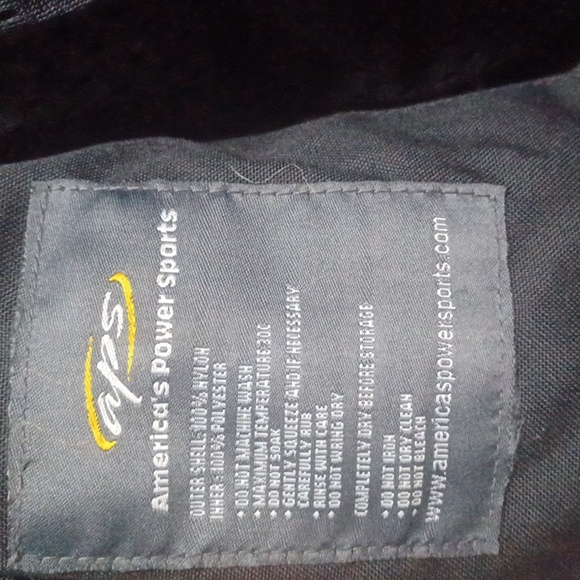 aps
America's Power Sports
OUTER SHELL: 100 % NYLON
INNER : 100 % POLYESTER
• DO NOT MACHINE WASH
• MAXIMUM TEMPERATURE 30C
• DO NOT SOAK
• GENTLY SQUEEZE AND IF NECESSARY
CAREFULLY RUB
• RINSE WITH CARE
• DO NOT WRING DRY
COMPLETELY DRY BEFORE STORAGE
• DO NOT IRON
• DO NOT DRY CLEAN
• DO NOT BLEACH
www.americaspowersports.com